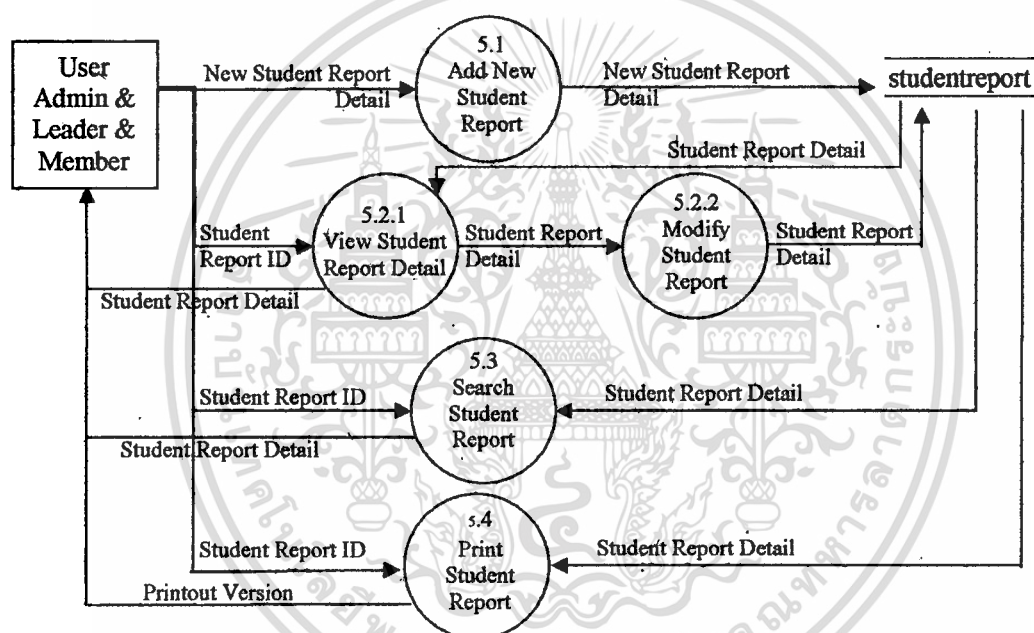 User
Admin &
Leader &
Member
New Student Report
Detail
5.1
Add New
Student
Report
New Student Report
Detail
studentreport
Student Report Detail
Student
Report ID
5.2.1
View Student
Report Detail
Student Report
Detail
5.2.2
Modify
Student
Report
Student Report
Detail
Student Report Detail
Student Report ID
5.3
Search
Student
Report
Student Report Detail
Student Report Detail
Student Report ID
5.4
Print
Student
Report
Student Report Detail
Printout Version